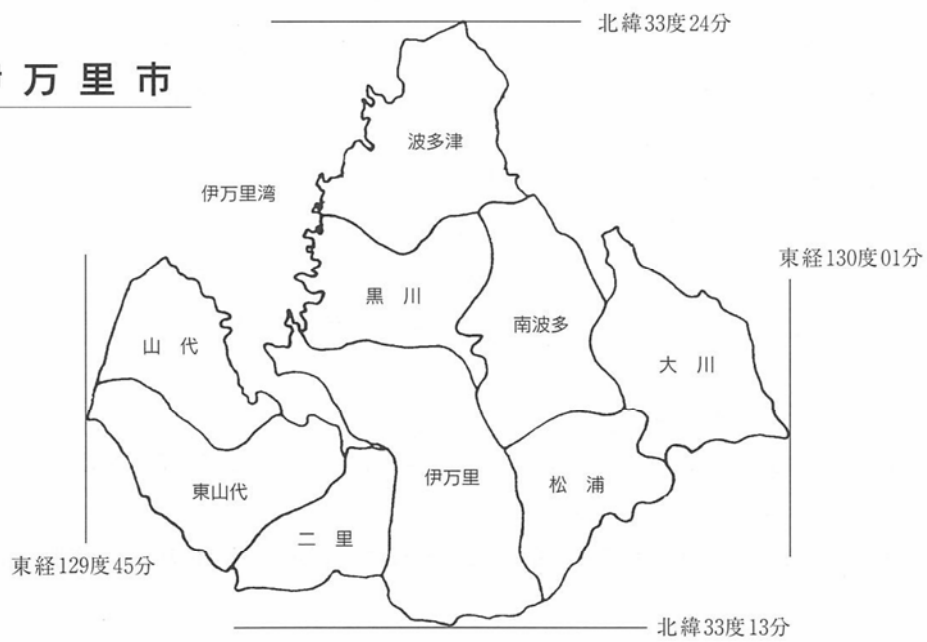 北緯33度24分
万里市
波多津
伊万里湾
東経130度01分
黒川
南波多
山代
大川
伊万里
松浦
東山代
二里
東経129度45分
北緯33度13分